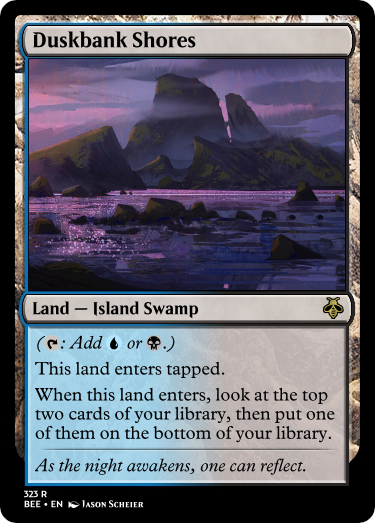 Duskbank Shores
Land — Island Swamp
(: Add or .)
This land enters tapped.
When this land enters, look at the top
two cards of your library, then put one
of them on the bottom of your library.
As the night awakens, one can reflect.
323 R
BEE • EN Jason Scheier